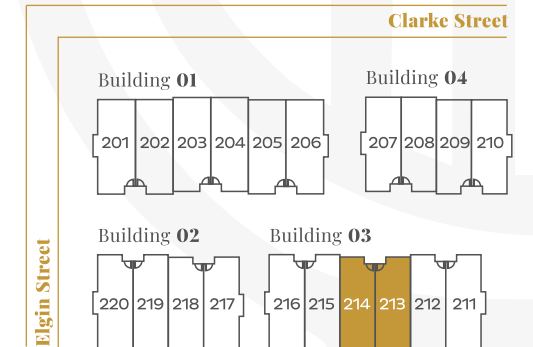 Clarke Street
Building 01
Building 04
201 202 203 204 205 206
207 208 209 210
Elgin Street
Building 02
Building 03
220 219 218 217
216 215 214 213 212 211